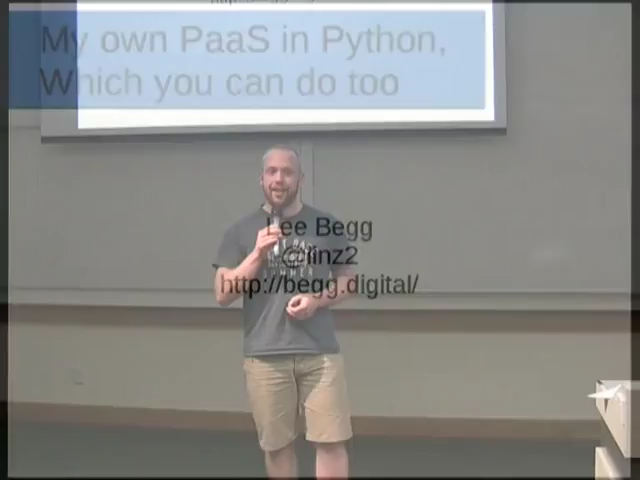 My own PaaS in Python,
Which you can do too
Lee Begg
@linz2
http://begg.digital/